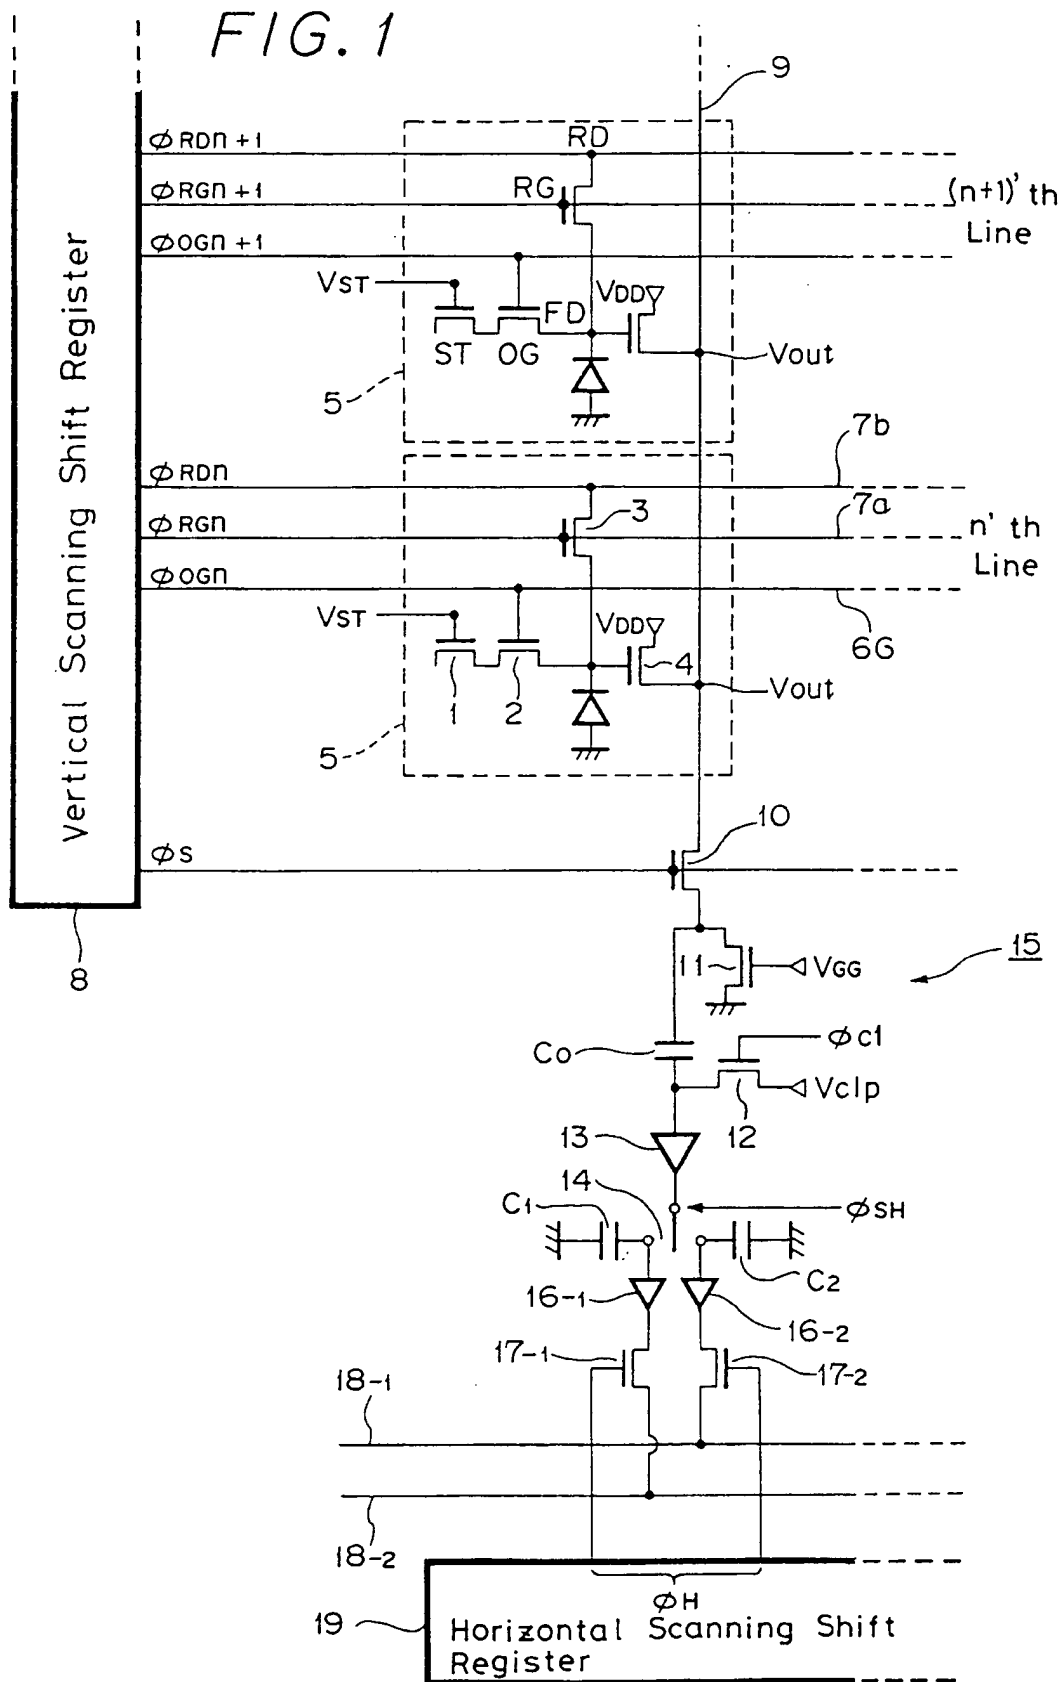 FIG. 1
9
ϕRDn+1
RD
ϕRGn+1
RG
(n+1)'th
Line
ϕOGn+1
VST
VDD
FD
ST
OG
Vout
5
7b
ϕRDn
7a
ϕRGn
3
n'th
Line
ϕOGn
VST
VDD
6G
4
1
2
Vout
5
Vertical Scanning Shift Register
10
ϕS
8
11
VGG
15
ϕc1
Co
Vclp
12
13
14
ϕSH
C1
C2
16-1
16-2
17-1
17-2
18-1
18-2
ϕH
19
Horizontal Scanning Shift
Register